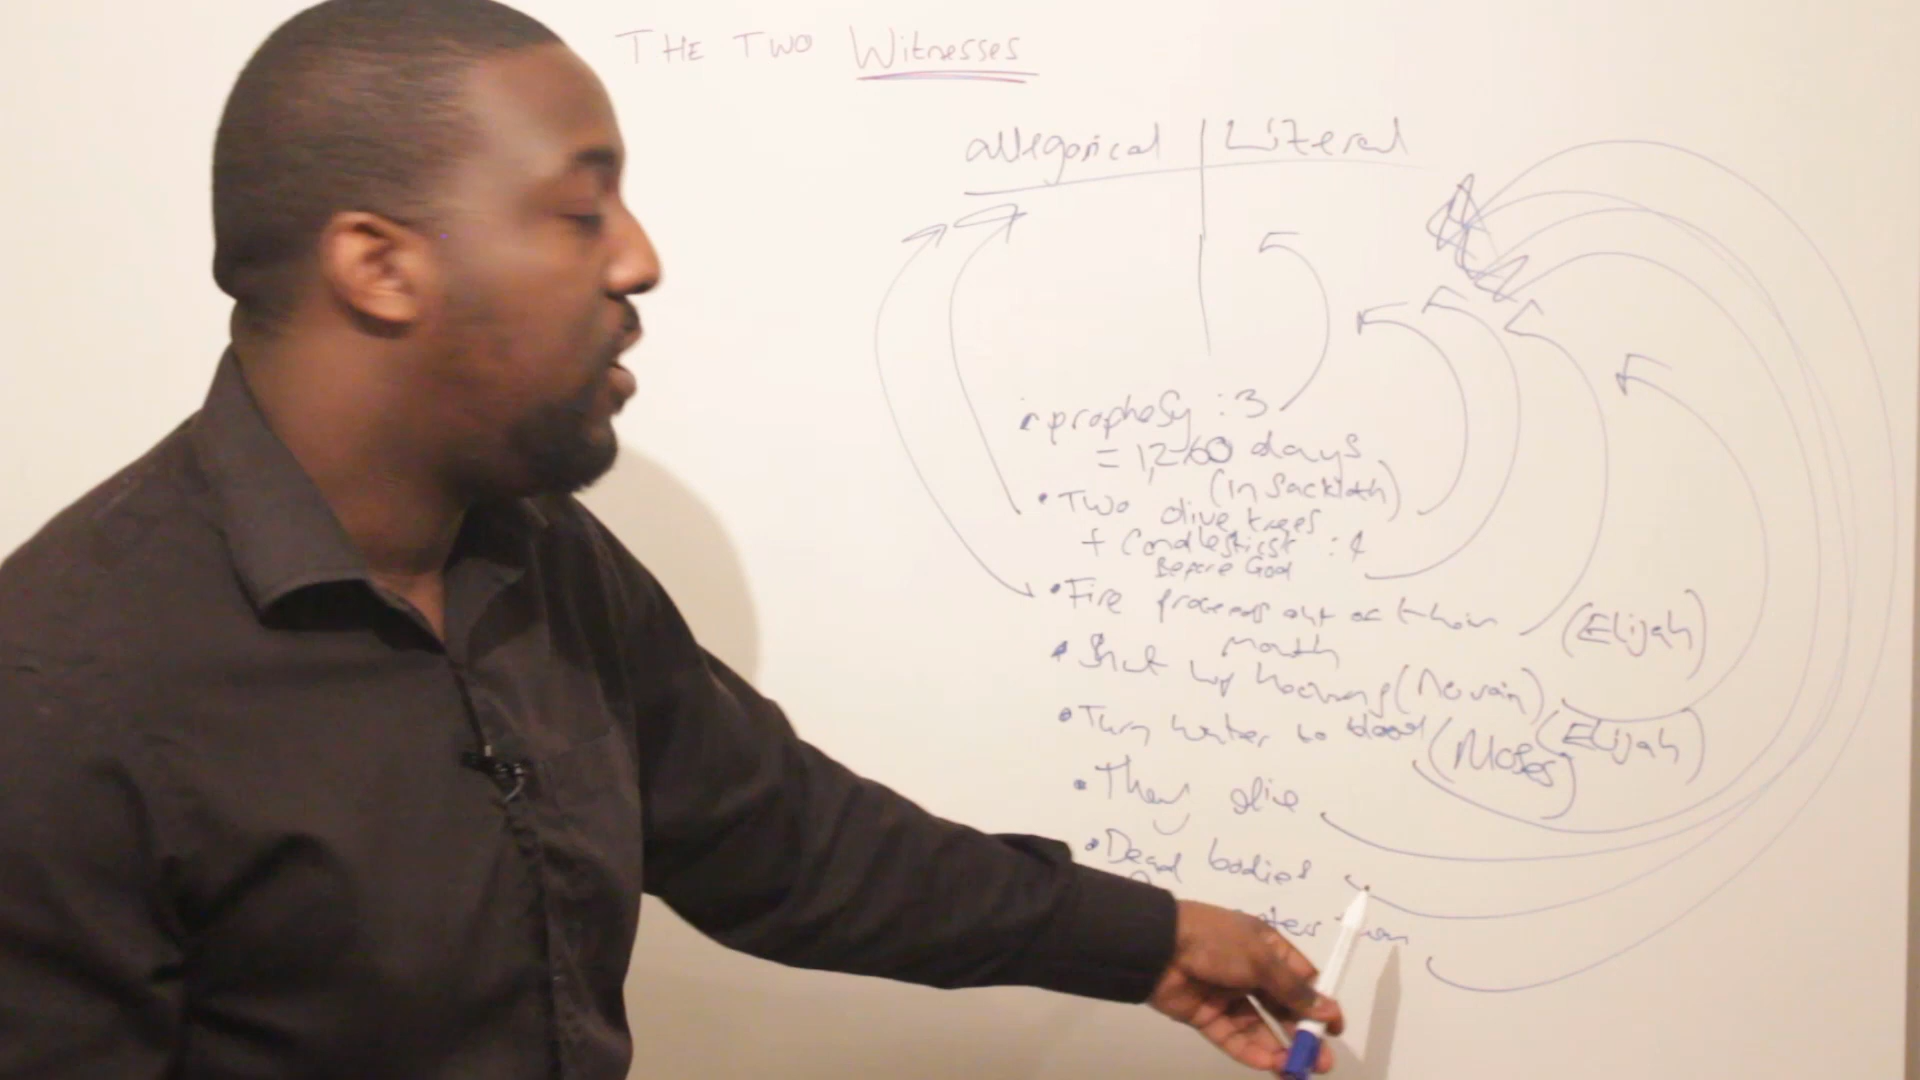 THE TWO Witnesses
allegorical | Literal
prophesy : 3
= 1,260 days
(In Sackloth)
• Two olive trees
+ Candlesticks : 4
Before God
• Fire proceeds out of their
mouth
(Elijah)
• Shut up heaven (No rain)
(Elijah)
• Turn water to blood (Moses)
• They
• Dead bodies